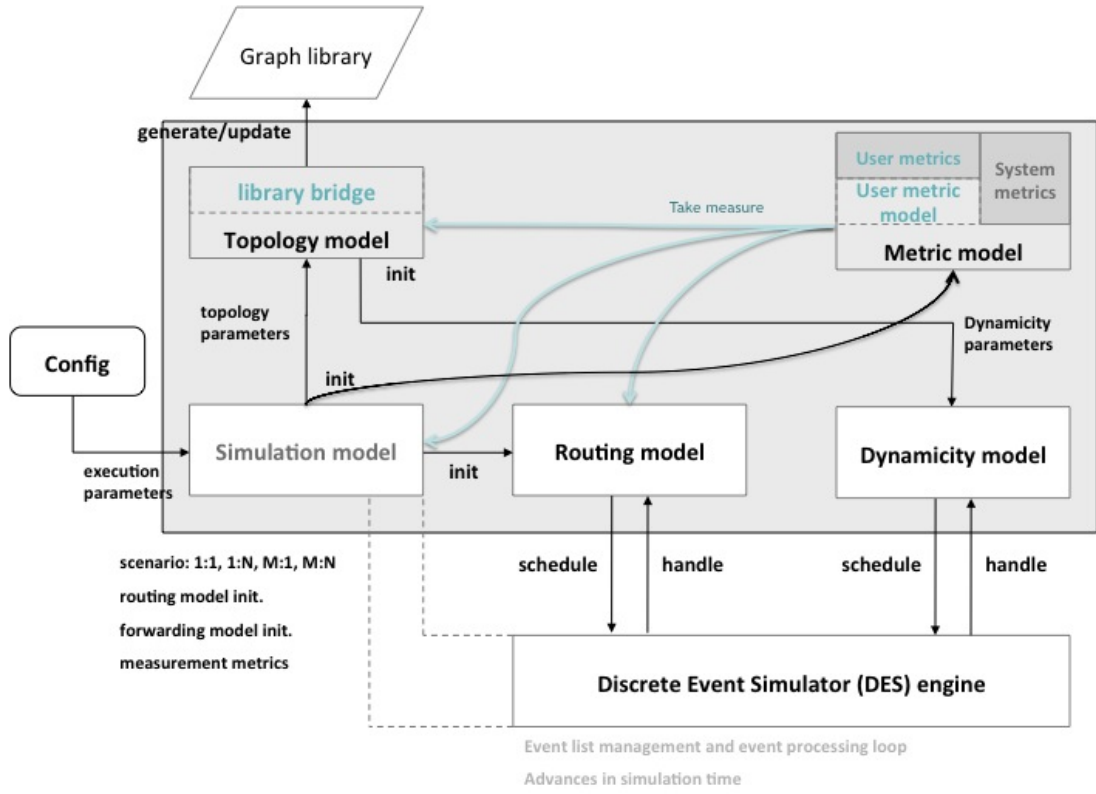 Graph library
generate/update
User metrics
System
metrics
library bridge
User metric
model
Take measure
Topology model
Metric model
init
topology
parameters
Dynamicity
parameters
Config
init
Simulation model
Routing model
Dynamicity model
init
execution
parameters
scenario: 1:1, 1:N, M:1, M:N
schedule
handle
schedule
handle
routing model init.
forwarding model init.
measurement metrics
Discrete Event Simulator (DES) engine
Event list management and event processing loop
Advances in simulation time